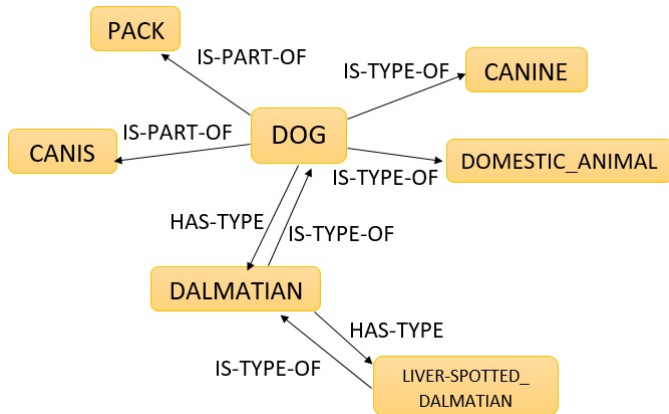 PACK
IS-PART-OF
IS-TYPE-OF
CANINE
CANIS
IS-PART-OF
DOG
IS-TYPE-OF
DOMESTIC_ANIMAL
HAS-TYPE
IS-TYPE-OF
DALMATIAN
HAS-TYPE
IS-TYPE-OF
LIVER-SPOTTED_
DALMATIAN